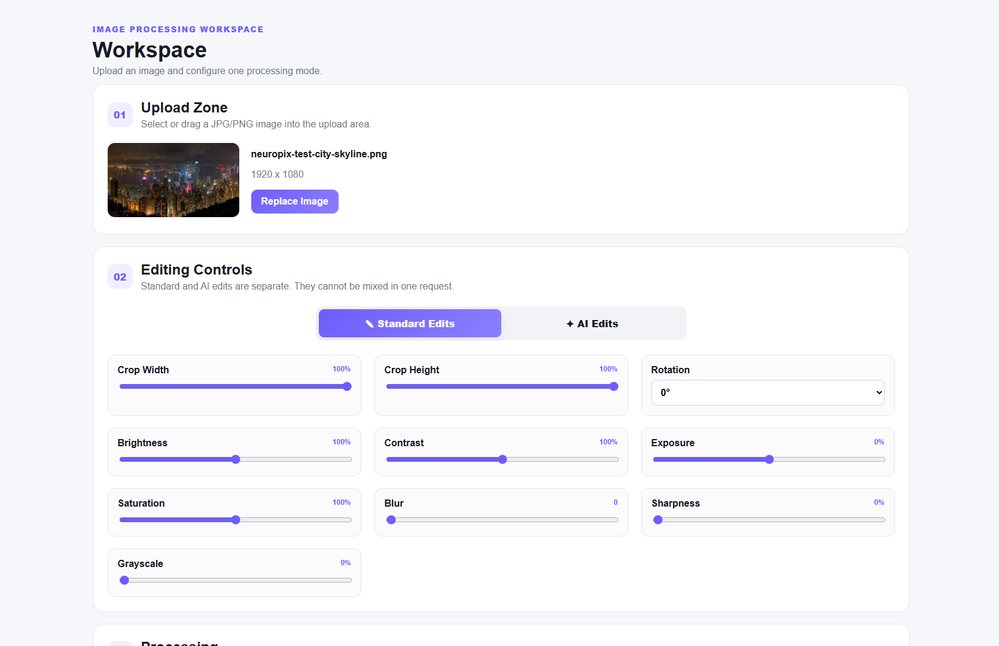 IMAGE PROCESSING WORKSPACE
Workspace
Upload an image and configure one processing mode.
01
Upload Zone
Select or drag a JPG/PNG image into the upload area.
neuropix-test-city-skyline.png
1920 x 1080
Replace Image
02
Editing Controls
Standard and AI edits are separate. They cannot be mixed in one request.
Standard Edits
✦ AI Edits
Crop Width 100%
Crop Height 100%
Rotation
0°
Brightness 100%
Contrast 100%
Exposure 0%
Saturation 100%
Blur 0
Sharpness 0%
Grayscale 0%
Processing